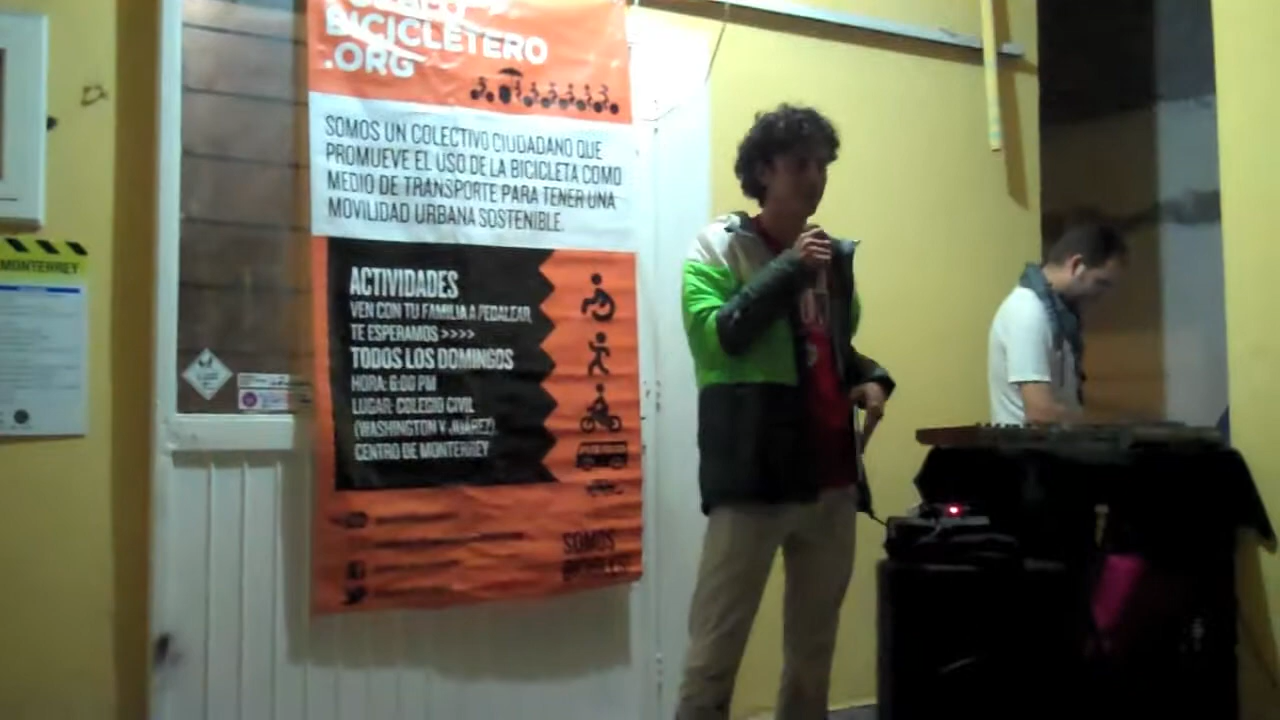 BICICLETERO
.ORG
SOMOS UN COLECTIVO CIUDADANO QUE
PROMUEVE EL USO DE LA BICICLETA COMO
MEDIO DE TRANSPORTE PARA TENER UNA
MOVILIDAD URBANA SOSTENIBLE.
ACTIVIDADES
VEN CON TU FAMILIA A PEDALEAR,
TE ESPERAMOS >>>>
TODOS LOS DOMINGOS
HORA: 6:00 PM
LUGAR: COLEGIO CIVIL
(WASHINGTON Y JUÁREZ)
CENTRO DE MONTERREY
SOMOS
MONTERREY